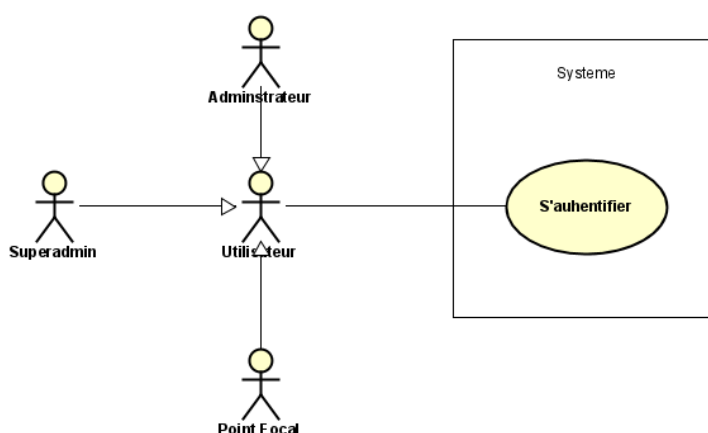 Adminstrateur
Systeme
S'auhentifier
Superadmin
Utilisateur
Point Focal